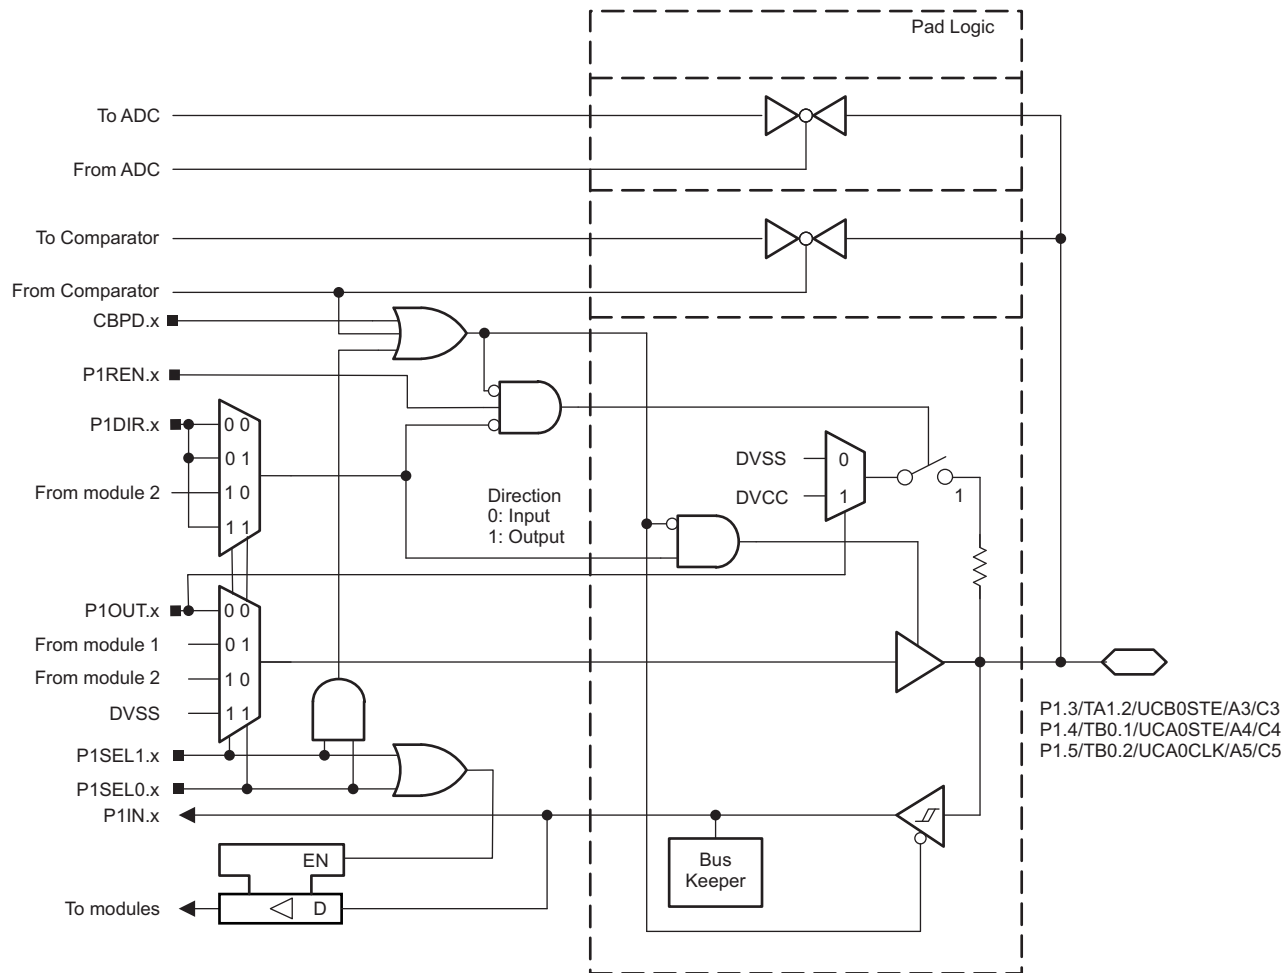 Pad Logic
To ADC
From ADC
To Comparator
From Comparator
CBPD.x
P1REN.x
P1DIR.x
0 0
0 1
From module 2
1 0
1 1
Direction
0: Input
1: Output
DVSS
0
DVCC
1
1
P1OUT.x
0 0
From module 1
0 1
From module 2
1 0
DVSS
1 1
P1.3/TA1.2/UCB0STE/A3/C3
P1.4/TB0.1/UCA0STE/A4/C4
P1.5/TB0.2/UCA0CLK/A5/C5
P1SEL1.x
P1SEL0.x
P1IN.x
EN
Bus
Keeper
To modules
D